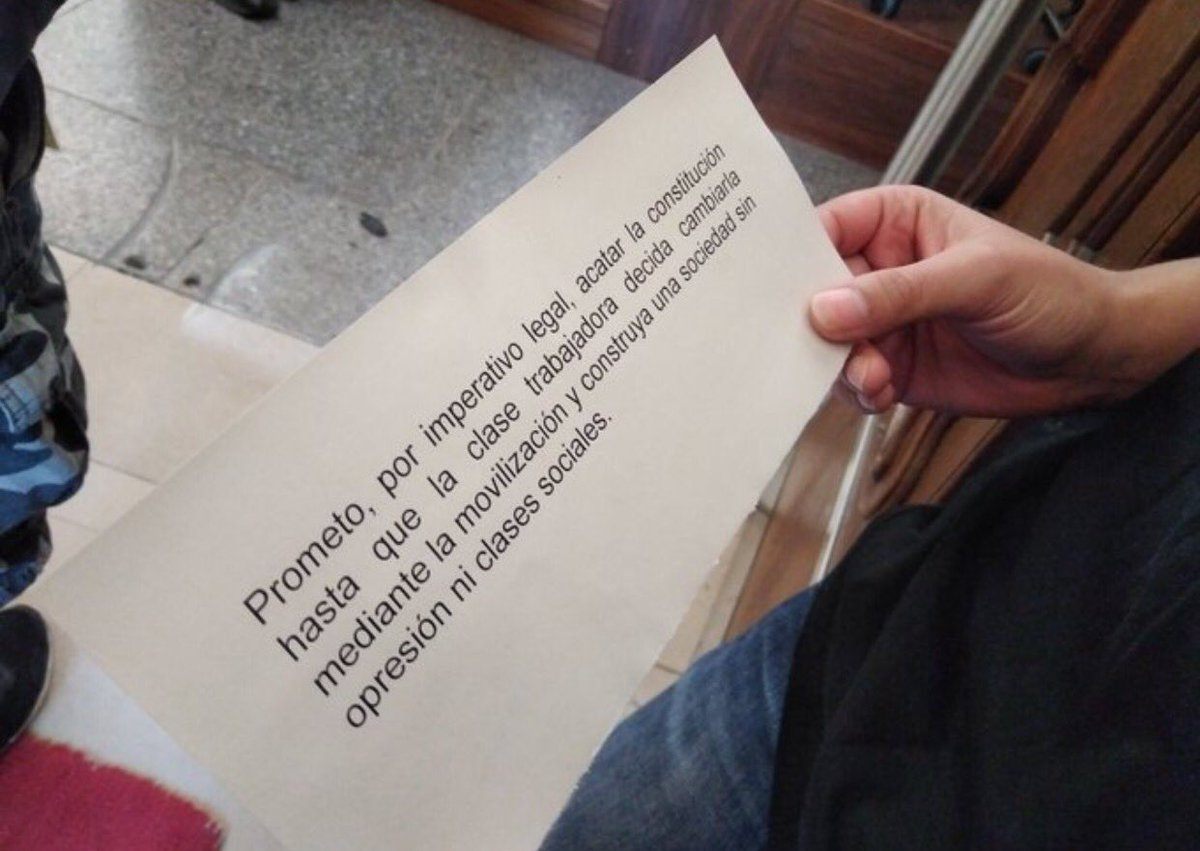 Prometo, por imperativo legal, acatar la constitución
hasta que la clase trabajadora decida cambiarla
mediante la movilización y construya una sociedad sin
opresión ni clases sociales.